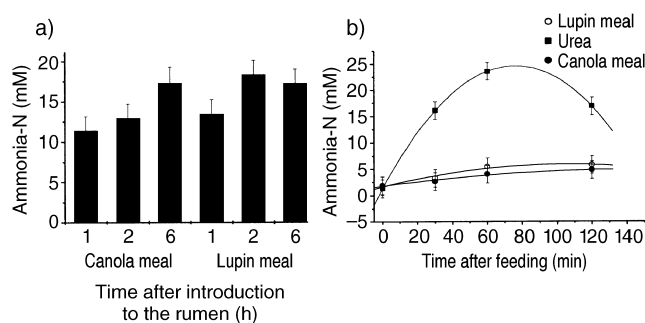 a)
Ammonia-N (mM)
20
15
10
5
0
1 2 6 1 2 6
Canola meal Lupin meal
Time after introduction
to the rumen (h)
b)
Lupin meal
Urea
Canola meal
Ammonia-N (mM)
25
20
15
10
5
0
−5
0 20 40 60 80 100 120 140
Time after feeding (min)